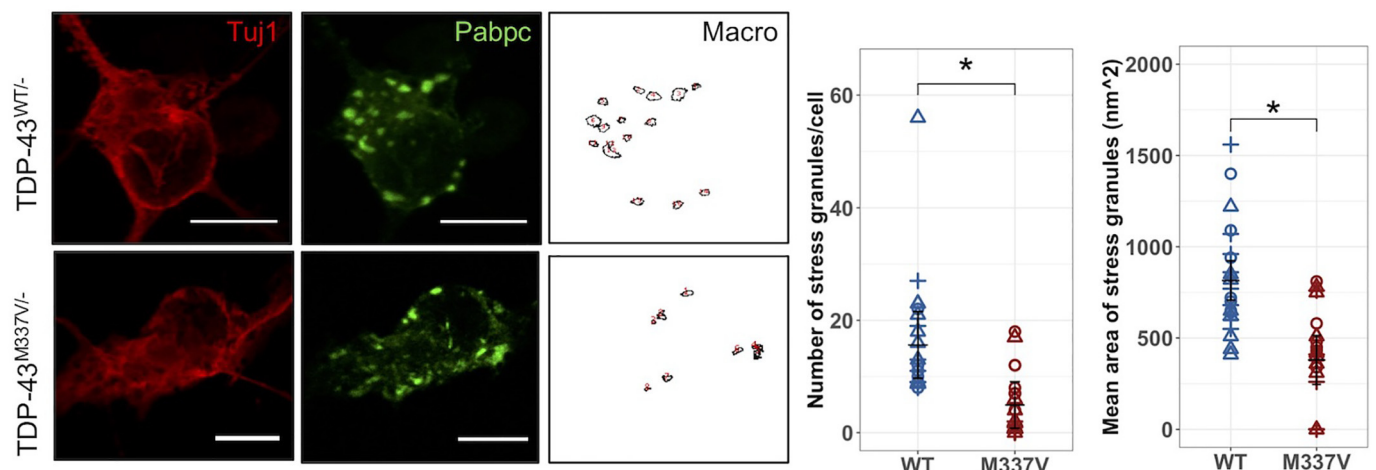 TDP-43WT/-
Tuj1
Pabpc
Macro
TDP-43M337V/-
Number of stress granules/cell
60
40
20
0
*
WT
M337V
Mean area of stress granules (nm^2)
2000
1500
1000
500
0
*
WT
M337V